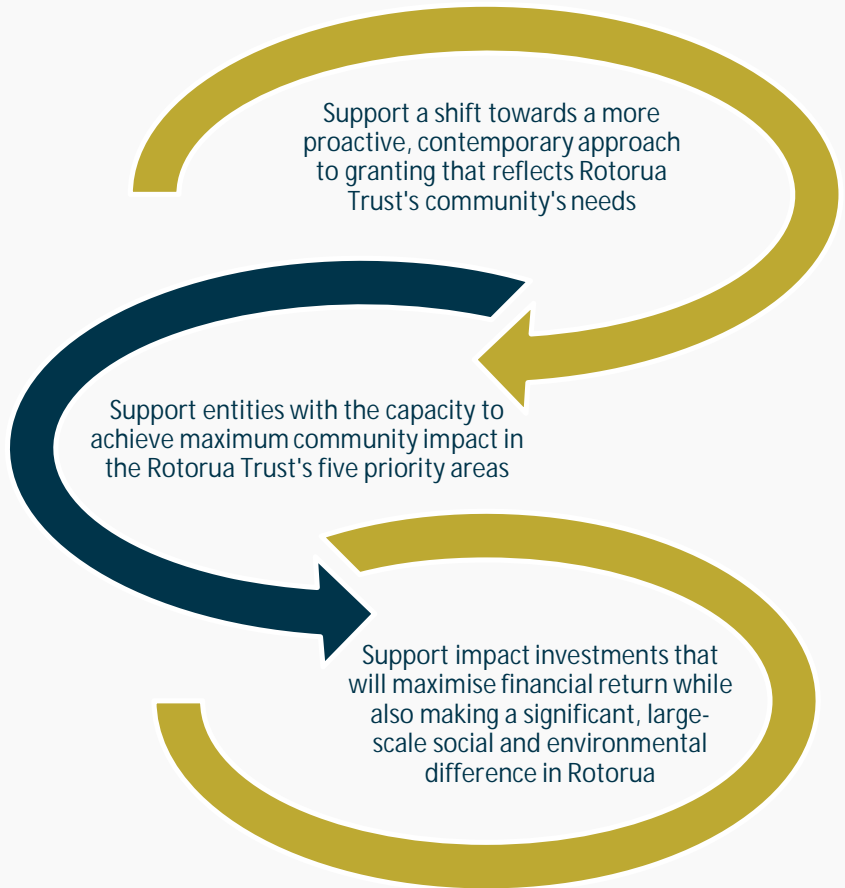 Support a shift towards a more
proactive, contemporary approach
to granting that reflects Rotorua
Trust's community's needs
Support entities with the capacity to
achieve maximum community impact in
the Rotorua Trust's five priority areas
Support impact investments that
will maximise financial return while
also making a significant, large-
scale social and environmental
difference in Rotorua